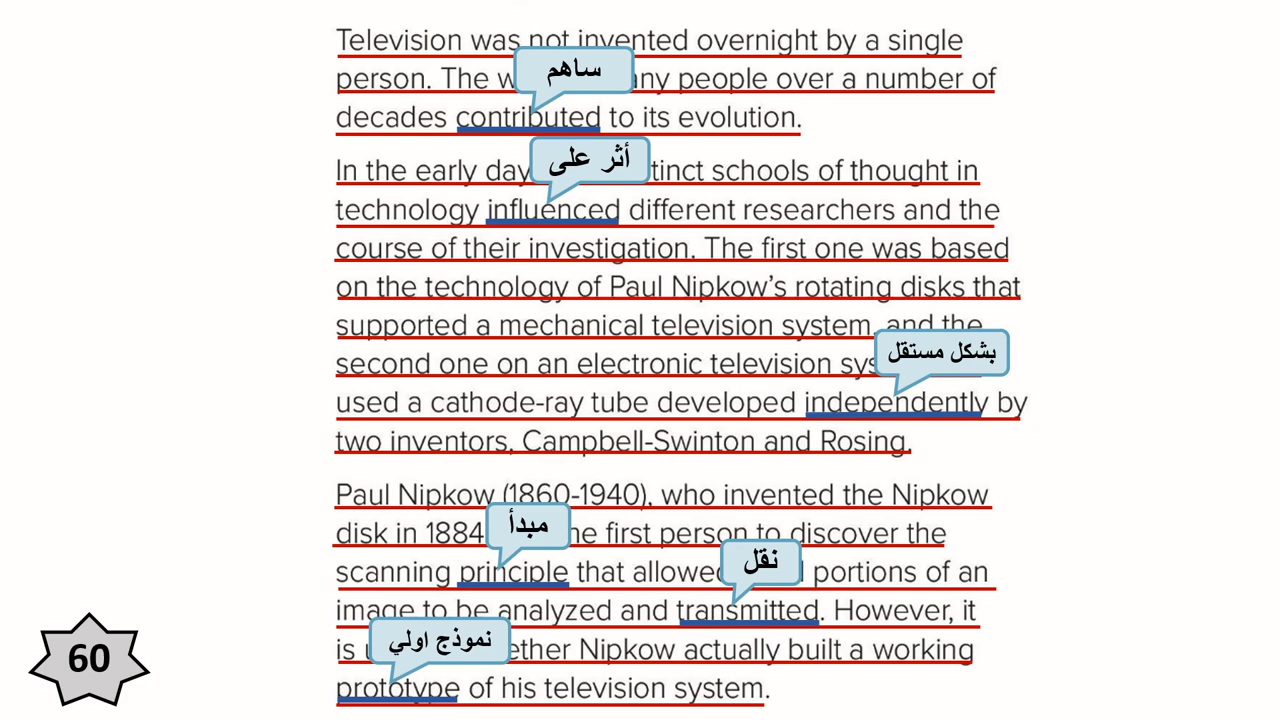 Television was not invented overnight by a single
ساهم
person. The w any people over a number of
decades contributed to its evolution.
أثر على
In the early day tinct schools of thought in
technology influenced different researchers and the
course of their investigation. The first one was based
on the technology of Paul Nipkow's rotating disks that
supported a mechanical television system, and the
بشكل مستقل
second one on an electronic television sys
used a cathode-ray tube developed independently by
two inventors, Campbell-Swinton and Rosing.
Paul Nipkow (1860-1940), who invented the Nipkow
مبدأ
disk in 1884 he first person to discover the
نقل
scanning principle that allowed portions of an
image to be analyzed and transmitted. However, it
نموذج اولي
is u ether Nipkow actually built a working
prototype of his television system.
60